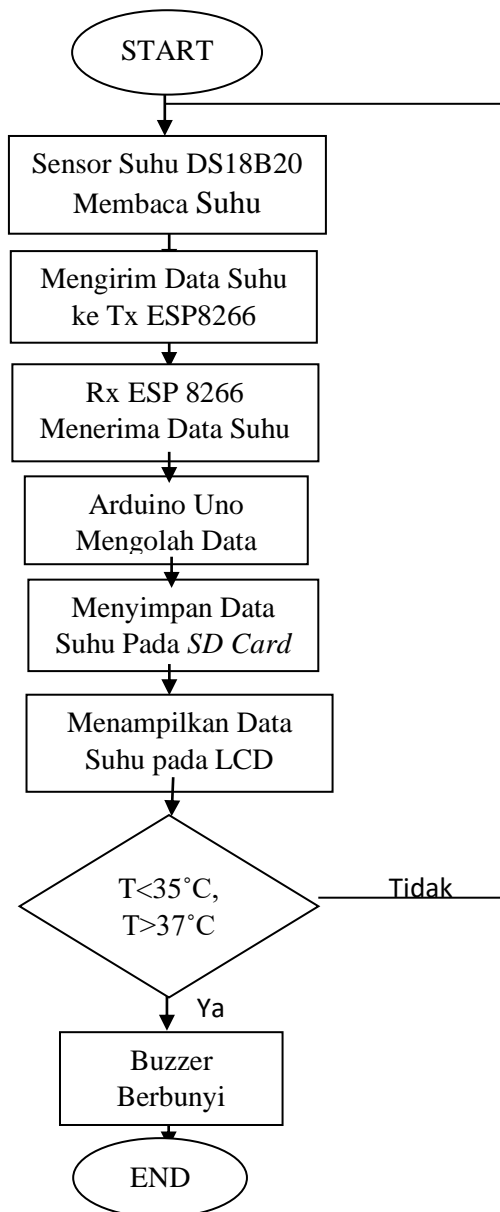 START
Sensor Suhu DS18B20
Membaca Suhu
Mengirim Data Suhu
ke Tx ESP8266
Rx ESP 8266
Menerima Data Suhu
Arduino Uno
Mengolah Data
Menyimpan Data
Suhu Pada SD Card
Menampilkan Data
Suhu pada LCD
T<35˚C,
T>37˚C
Tidak
Ya
Buzzer
Berbunyi
END